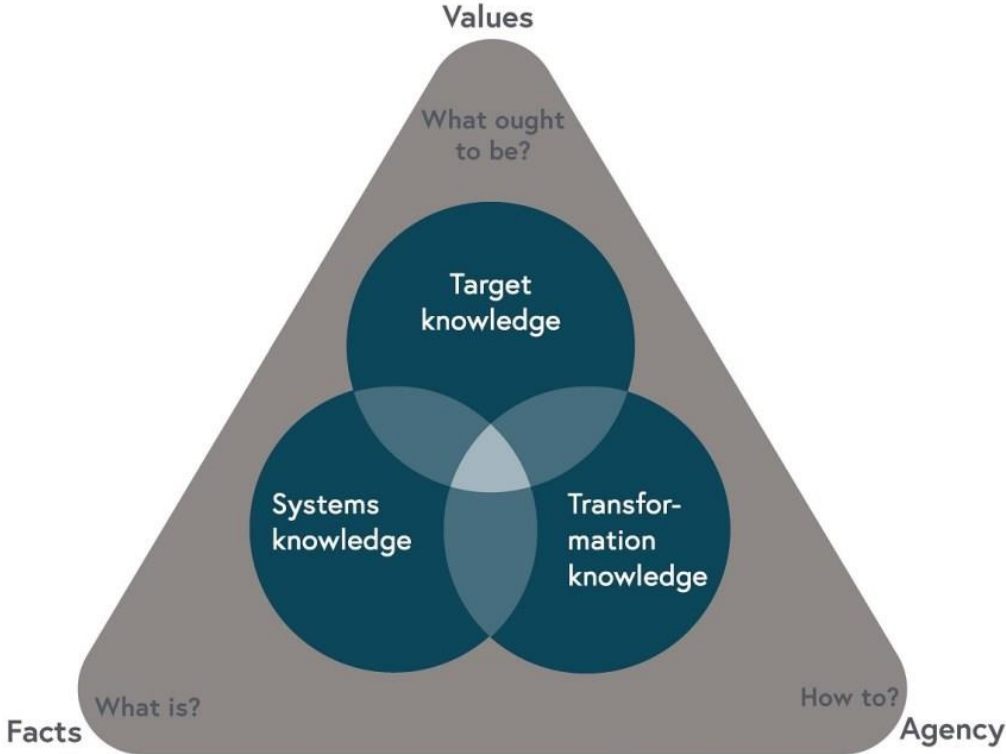 Values
What ought
to be?
Target
knowledge
Systems
knowledge
Transfor-
mation
knowledge
What is?
How to?
Facts
Agency